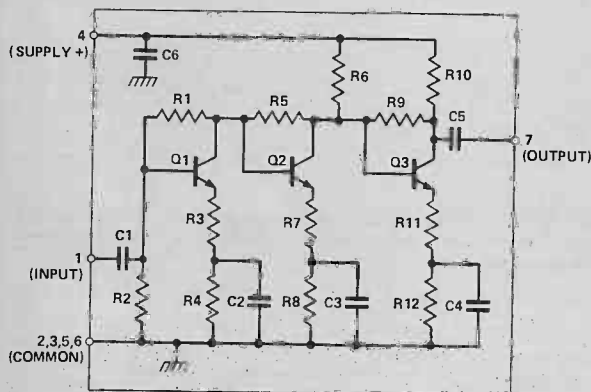 4
(SUPPLY +)
C6
R6
R10
R1
R5
R9
C5
7
(OUTPUT)
Q1
Q2
Q3
R3
R7
R11
C1
1
(INPUT)
R2
R4
C2
R8
C3
R12
C4
2,3,5,6
(COMMON)